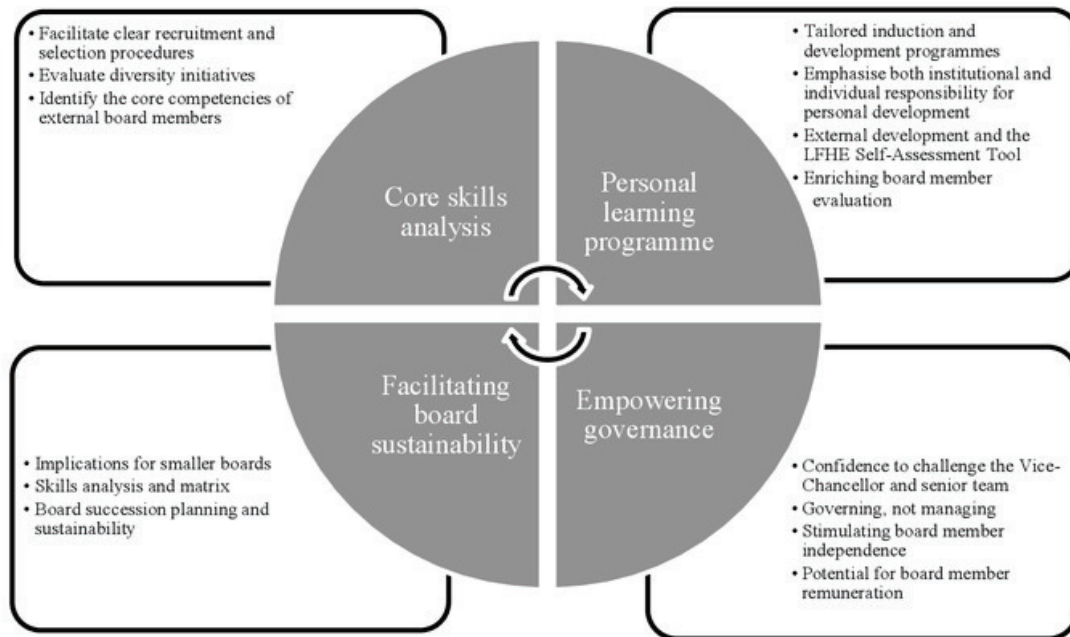 • Facilitate clear recruitment and
selection procedures
• Evaluate diversity initiatives
• Identify the core competencies of
external board members
• Tailored induction and
development programmes
• Emphasise both institutional and
individual responsibility for
personal development
• External development and the
LFHE Self-Assessment Tool
• Enriching board member
evaluation
Core skills
analysis
Personal
learning
programme
Facilitating
board
sustainability
Empowering
governance
• Implications for smaller boards
• Skills analysis and matrix
• Board succession planning and
sustainability
• Confidence to challenge the Vice-
Chancellor and senior team
• Governing, not managing
• Stimulating board member
independence
• Potential for board member
remuneration